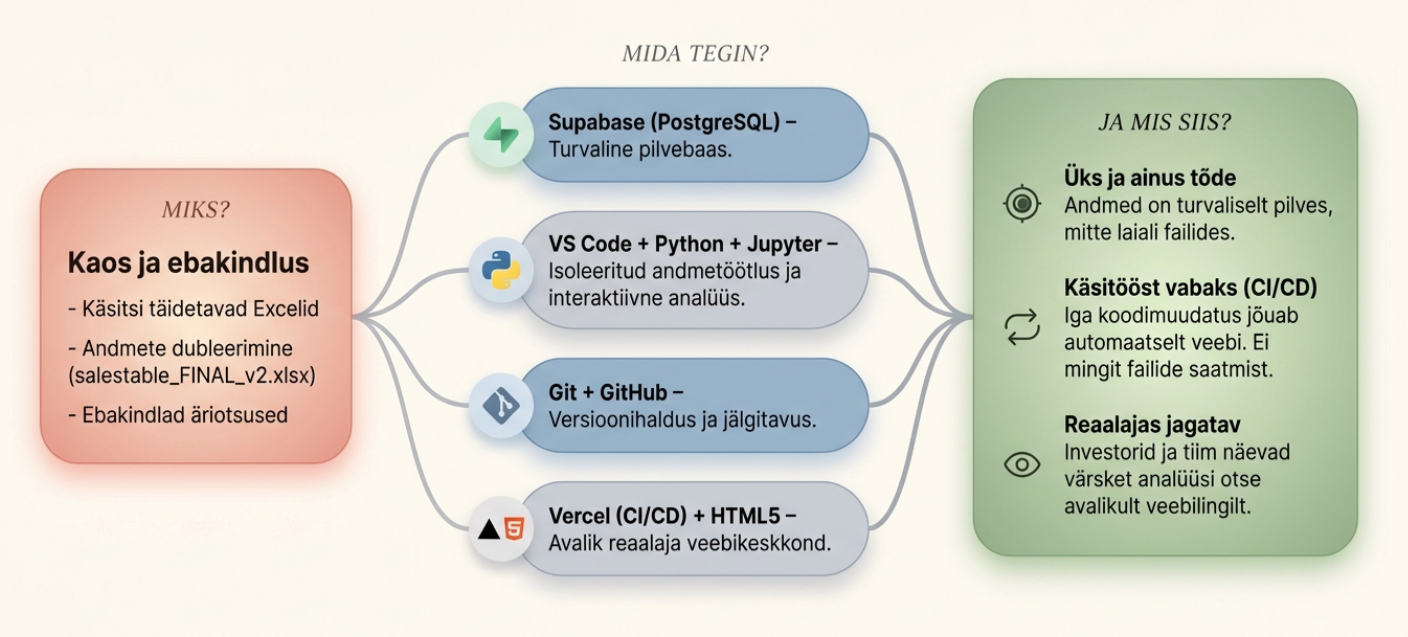 MIDA TEGIN?
MIKS?
Kaos ja ebakindlus
- Käsitsi täidetavad Excelid
- Andmete dubleerimine
(salestable_FINAL_v2.xlsx)
- Ebakindlad äriotsused
Supabase (PostgreSQL) –
Turvaline pilvebaas.
VS Code + Python + Jupyter –
Isoleeritud andmetöötlus ja
interaktiivne analüüs.
Git + GitHub –
Versioonihaldus ja jälgitavus.
Vercel (CI/CD) + HTML5 –
Avalik reaalaja veebikeskkond.
JA MIS SIIS?
Üks ja ainus tõde
Andmed on turvaliselt pilves,
mitte laiali failides.
Käsitööst vabaks (CI/CD)
Iga koodimuudatus jõuab
automaatselt veebi. Ei
mingit failide saatmist.
Reaalajas jagatav
Investorid ja tiim näevad
värsket analüüsi otse
avalikult veebilingilt.